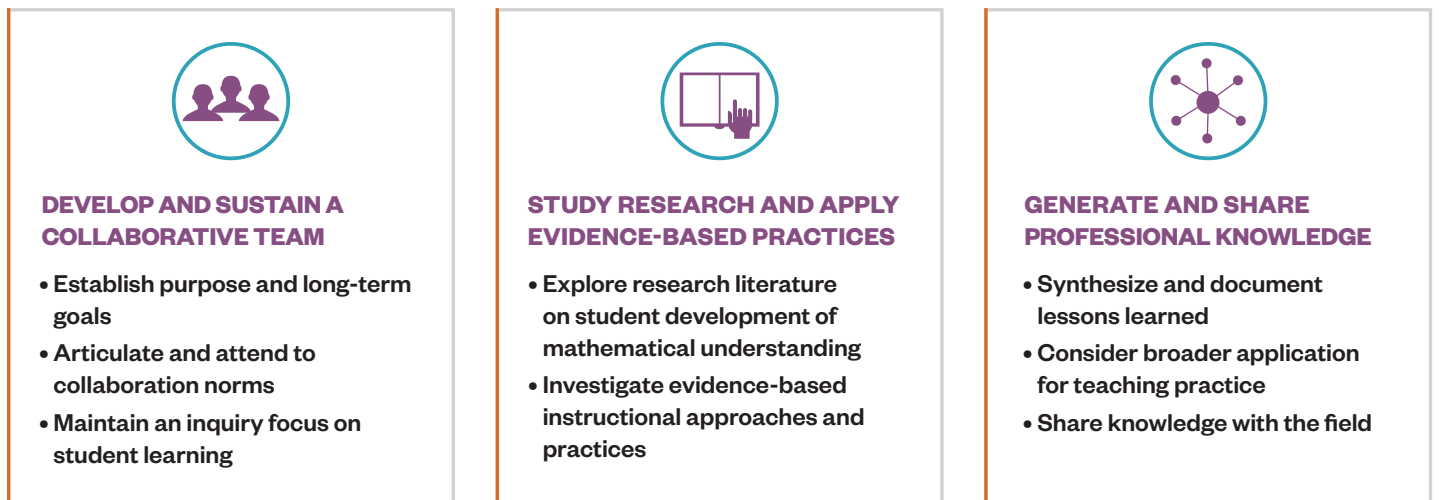 DEVELOP AND SUSTAIN A
COLLABORATIVE TEAM
• Establish purpose and long-term
goals
• Articulate and attend to
collaboration norms
• Maintain an inquiry focus on
student learning
STUDY RESEARCH AND APPLY
EVIDENCE-BASED PRACTICES
• Explore research literature
on student development of
mathematical understanding
• Investigate evidence-based
instructional approaches and
practices
GENERATE AND SHARE
PROFESSIONAL KNOWLEDGE
• Synthesize and document
lessons learned
• Consider broader application
for teaching practice
• Share knowledge with the field